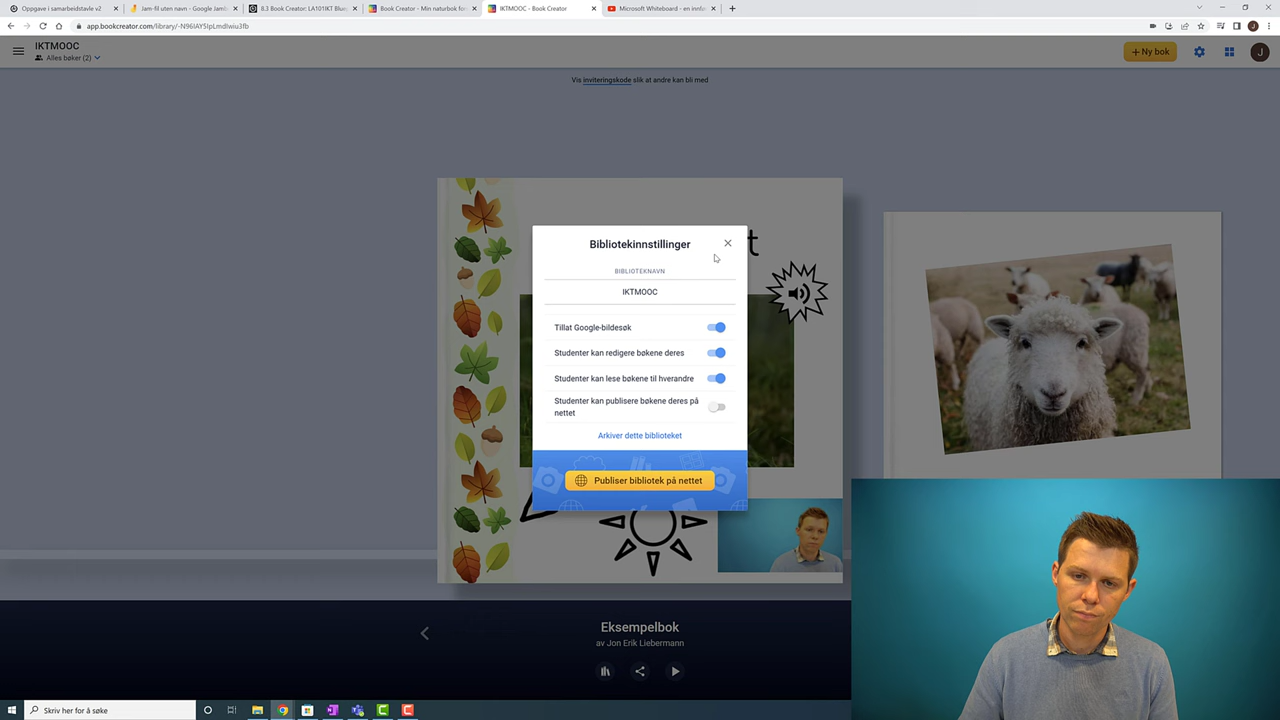 Oppgave i samarbeidstavle v2
Jam-fil uten navn - Google Jamb
8.3 Book Creator: LA101IKT Blu
Book Creator - Min naturbok fo
IKTMOOC - Book Creator
Microsoft Whiteboard - en innf
app.bookcreator.com/library/-N96IAY5IpLmdIwiu3fb
IKTMOOC
Alles bøker (2)
+ Ny bok
J
Vis inviteringskode slik at andre kan bli med
t
Bibliotekinnstillinger
BIBLIOTEKNAVN
IKTMOOC
Tillat Google-bildesøk
Studenter kan redigere bøkene deres
Studenter kan lese bøkene til hverandre
Studenter kan publisere bøkene deres på
nettet
Arkiver dette biblioteket
Publiser bibliotek på nettet
Eksempelbok
av Jon Erik Liebermann
Skriv her for å søke